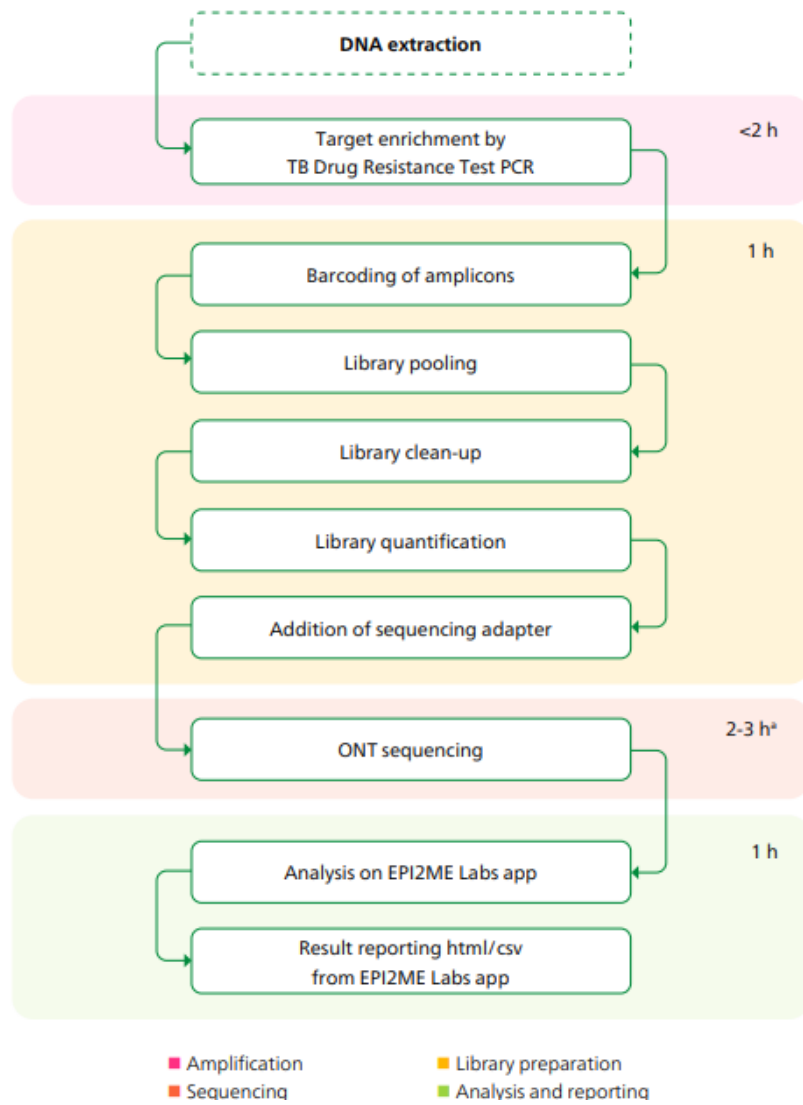 DNA extraction
<2 h
Target enrichment by
TB Drug Resistance Test PCR
1 h
Barcoding of amplicons
Library pooling
Library clean-up
Library quantification
Addition of sequencing adapter
2-3 hᵃ
ONT sequencing
1 h
Analysis on EPI2ME Labs app
Result reporting html/csv
from EPI2ME Labs app
Amplification
Library preparation
Sequencing
Analysis and reporting